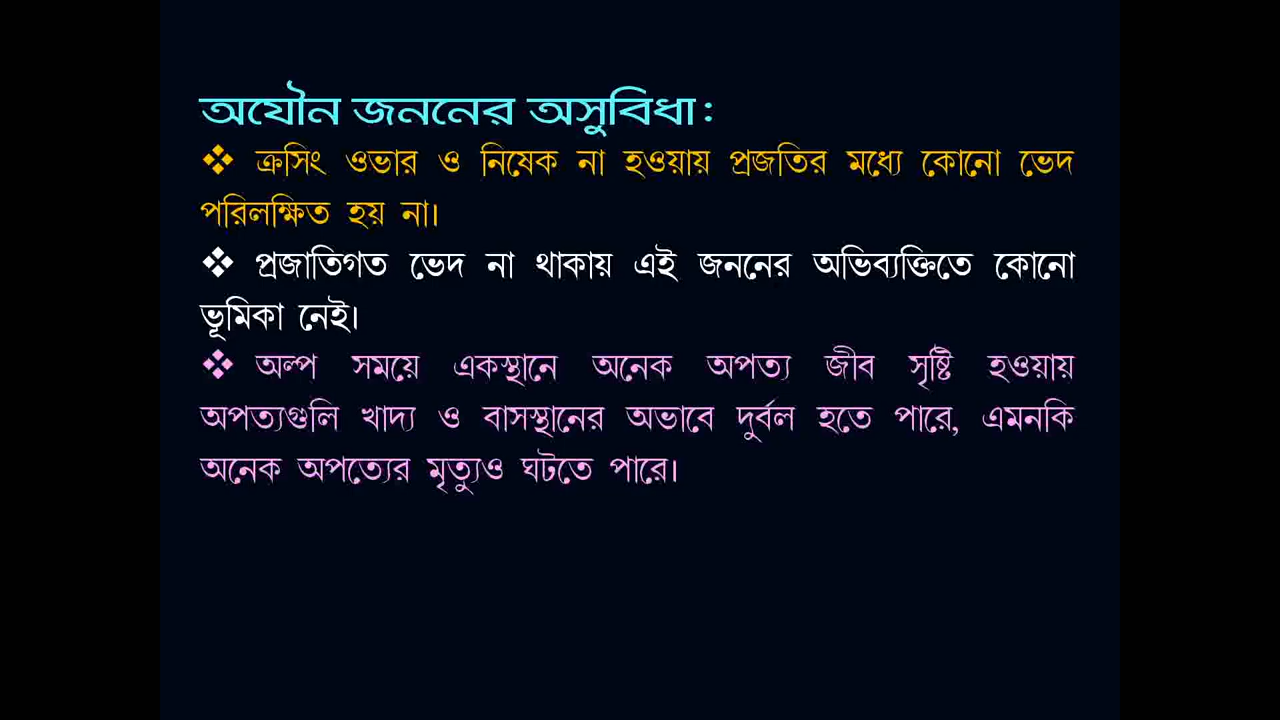 অযৌন জননের অসুবিধা:
❖ ক্রসিং ওভার ও নিষেক না হওয়ায় প্রজতির মধ্যে কোনো ভেদ
পরিলক্ষিত হয় না।
❖ প্রজাতিগত ভেদ না থাকায় এই জননের অভিব্যক্তিতে কোনো
ভূমিকা নেই।
❖ অল্প সময়ে একস্থানে অনেক অপত্য জীব সৃষ্টি হওয়ায়
অপত্যগুলি খাদ্য ও বাসস্থানের অভাবে দুর্বল হতে পারে, এমনকি
অনেক অপত্যের মৃত্যুও ঘটতে পারে।